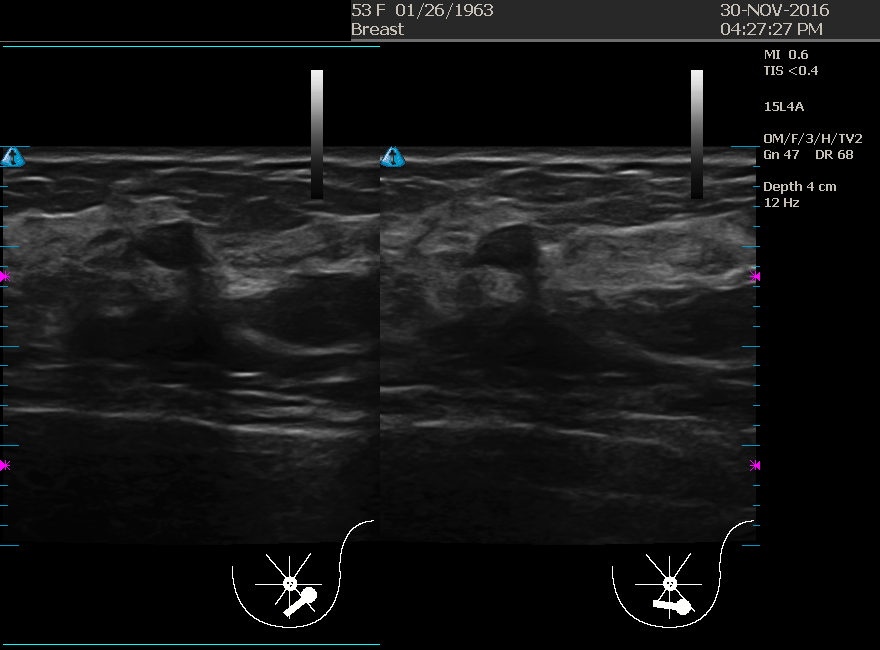 53 F 01/26/1963 30-NOV-2016
Breast 04:27:27 PM
MI 0.6
TIS <0.4
15L4A
OM/F/3/H/TV2
Gn 47 DR 68
Depth 4 cm
12 Hz